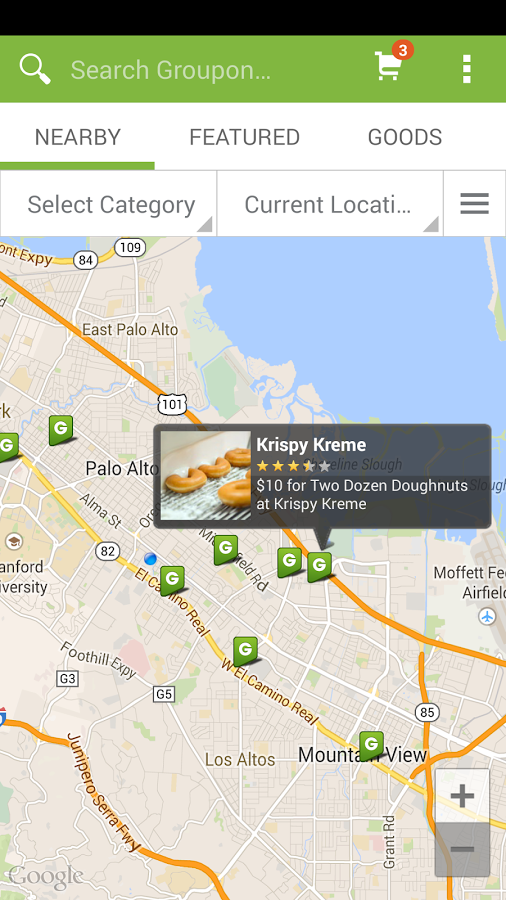 Search Groupon...
3
NEARBY
FEATURED
GOODS
Select Category
Current Locati...
ont Expy
84
109
East Palo Alto
101
rk
G
G
Krispy Kreme
Shoreline Slough
$10 for Two Dozen Doughnuts
at Krispy Kreme
Palo Alto
Alma St
82
anford
iversity
G
G
G
G
Moffett Fe
Airfiel
El Camino Real
Foothill Expy
G3
G5
G
W El Camino Real
85
G
Los Altos
Mountain View
Junipero Serra Fwy
Grant Rd
+
−
Google